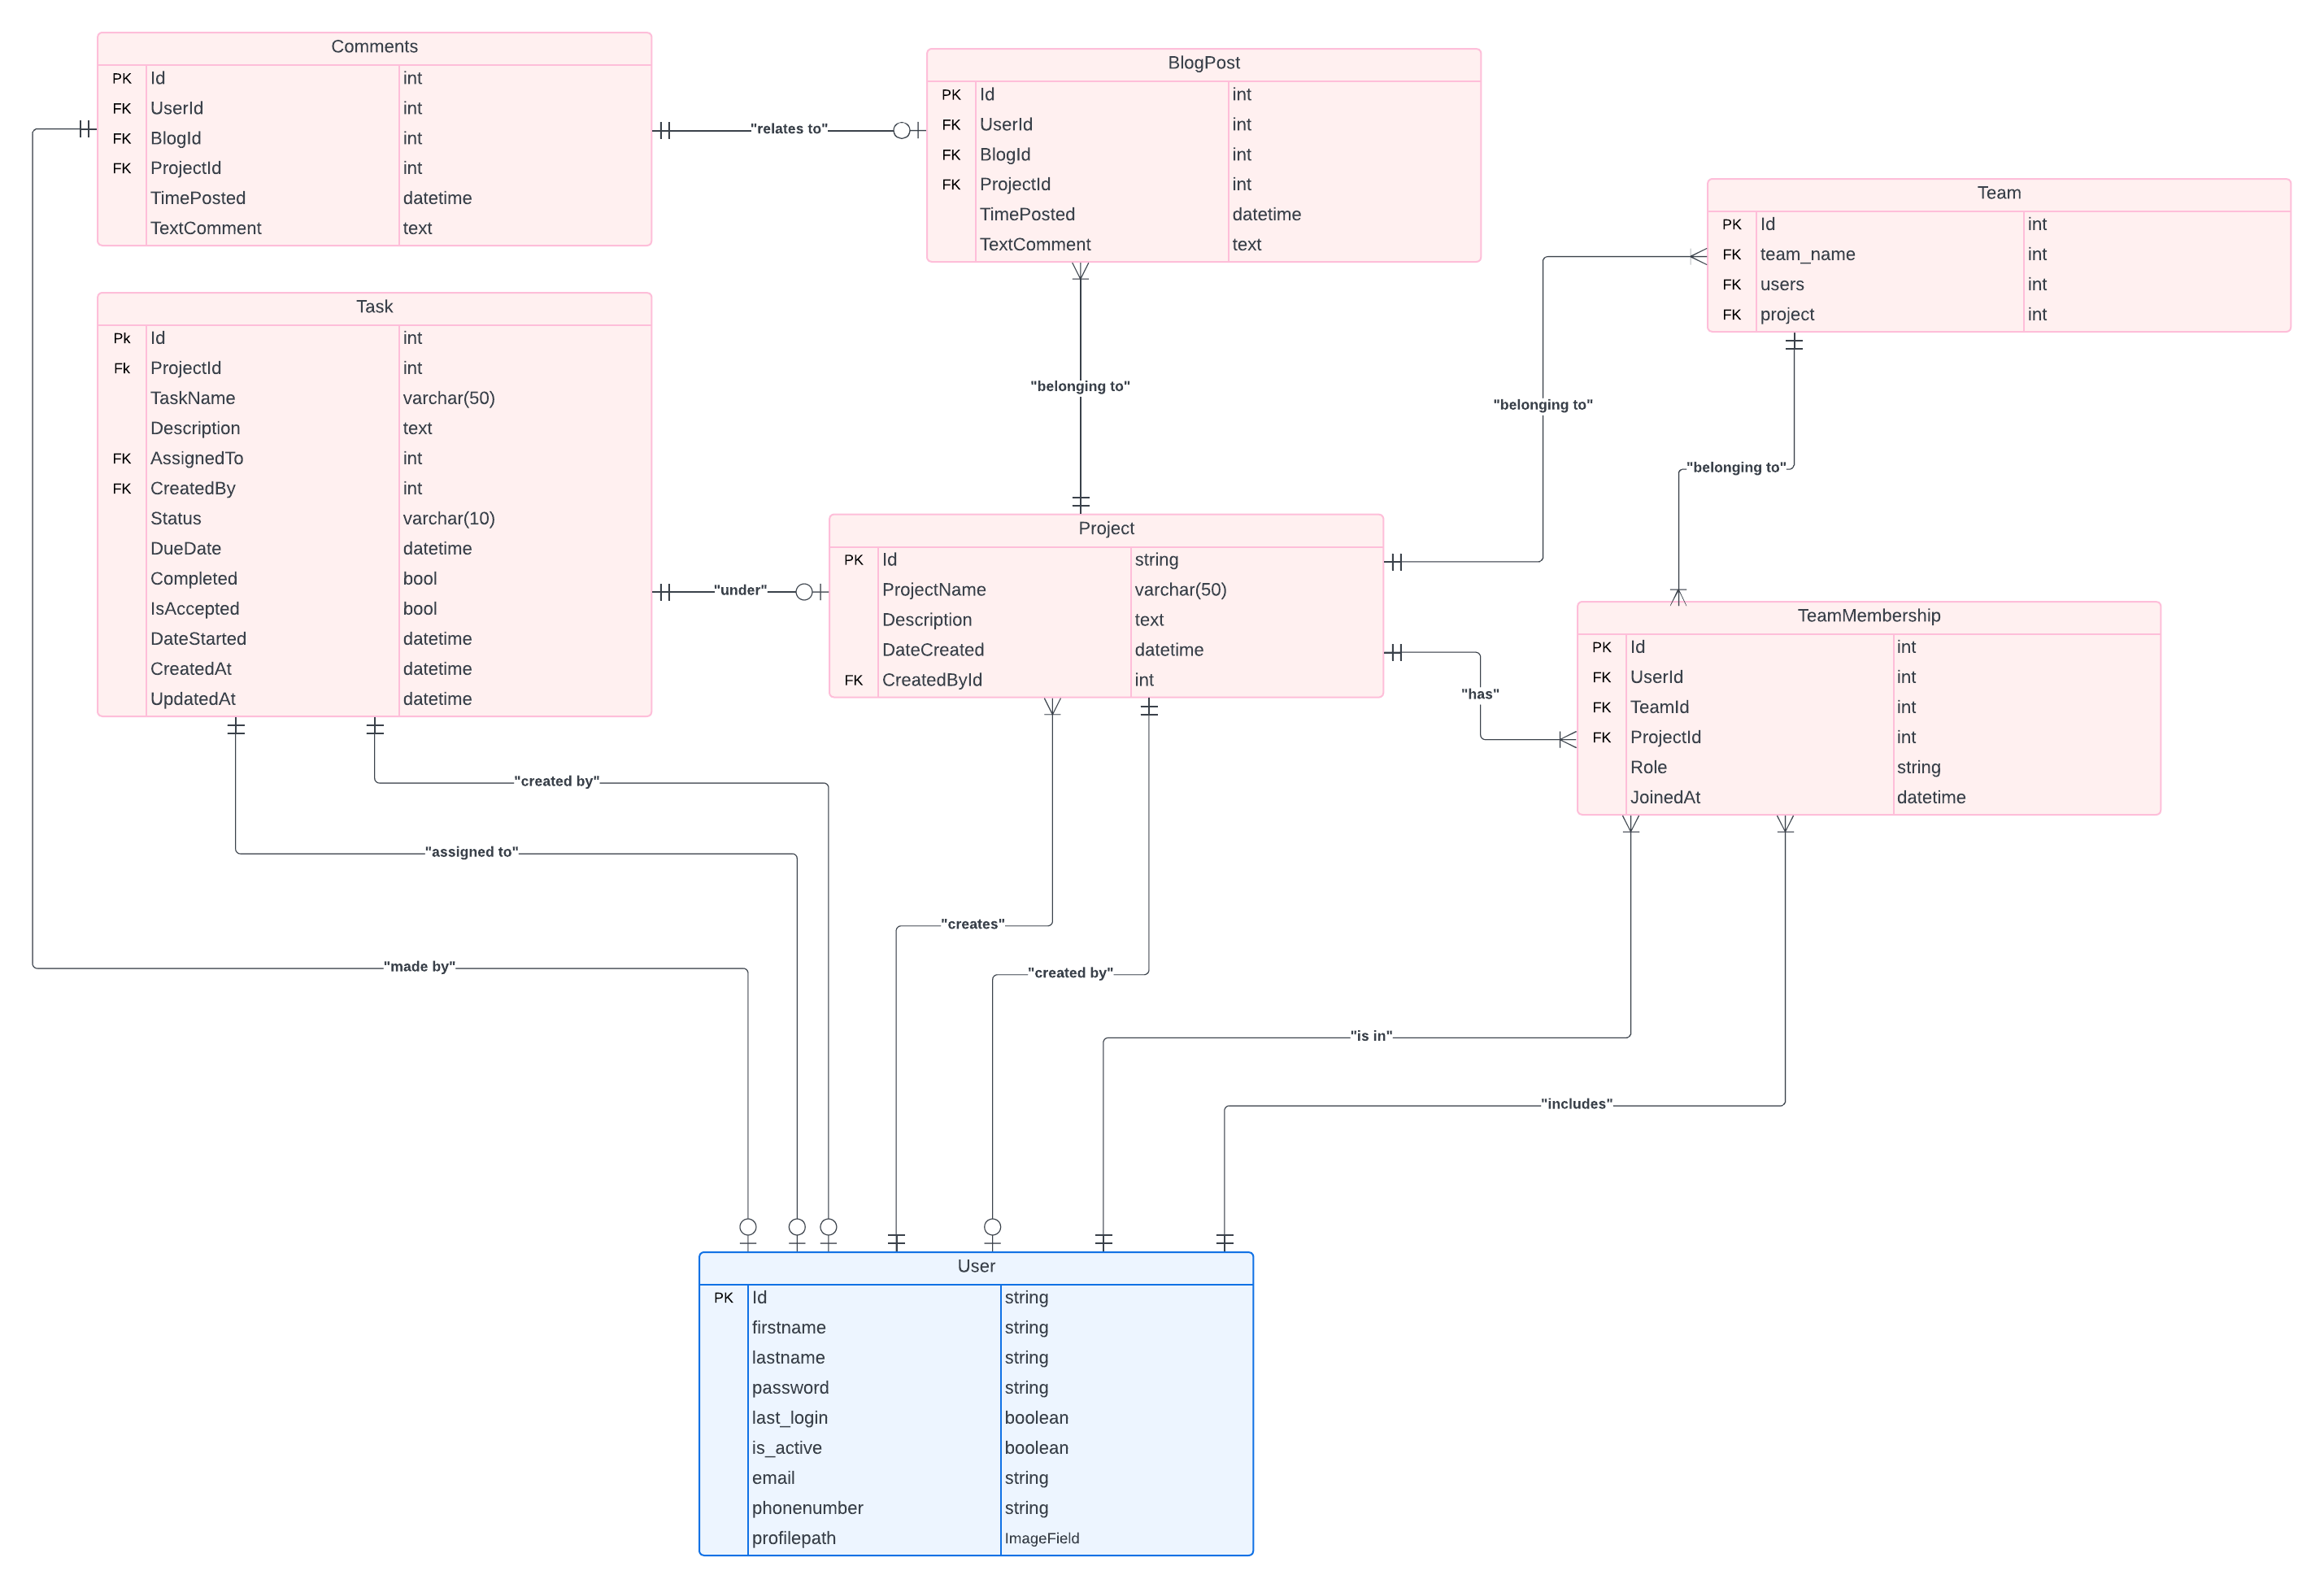 Comments
PK Id int
FK UserId int
FK BlogId int
FK ProjectId int
TimePosted datetime
TextComment text
"relates to"
BlogPost
PK Id int
FK UserId int
FK BlogId int
FK ProjectId int
TimePosted datetime
TextComment text
Team
PK Id int
FK team_name int
FK users int
FK project int
Task
Pk Id int
Fk ProjectId int
TaskName varchar(50)
Description text
FK AssignedTo int
FK CreatedBy int
Status varchar(10)
DueDate datetime
Completed bool
IsAccepted bool
DateStarted datetime
CreatedAt datetime
UpdatedAt datetime
"belonging to"
"belonging to"
"belonging to"
"under"
Project
PK Id string
ProjectName varchar(50)
Description text
DateCreated datetime
FK CreatedById int
"has"
TeamMembership
PK Id int
FK UserId int
FK TeamId int
FK ProjectId int
Role string
JoinedAt datetime
"created by"
"assigned to"
"creates"
"made by"
"created by"
"is in"
"includes"
User
PK Id string
firstname string
lastname string
password string
last_login boolean
is_active boolean
email string
phonenumber string
profilepath ImageField